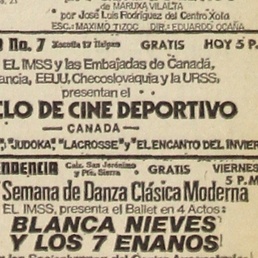 de MARUXA VILALTA
por José Luis Rodríguez del Centro Xola
ESC.: MAXIMO TIZOC DIR.: EDUARDO OCAÑA
No. 7 Xocotla 17 Tlalpan GRATIS HOY 5 P.
El IMSS y las Embajadas de Canadá,
ancia, EEUU, Checoslovaquia y la URSS,
presentan el
CLO DE CINE DEPORTIVO
— CANADA —
"JUDOKA", "LACROSSE" y "EL ENCANTO DEL INVIER
ENDENCIA Calz. San Jerónimo y Pte. Sierra GRATIS VIERNES
5 P.M
Semana de Danza Clásica Moderna
EL IMSS, presenta el Ballet en 4 Actos:
BLANCA NIEVES
Y LOS 7 ENANOS